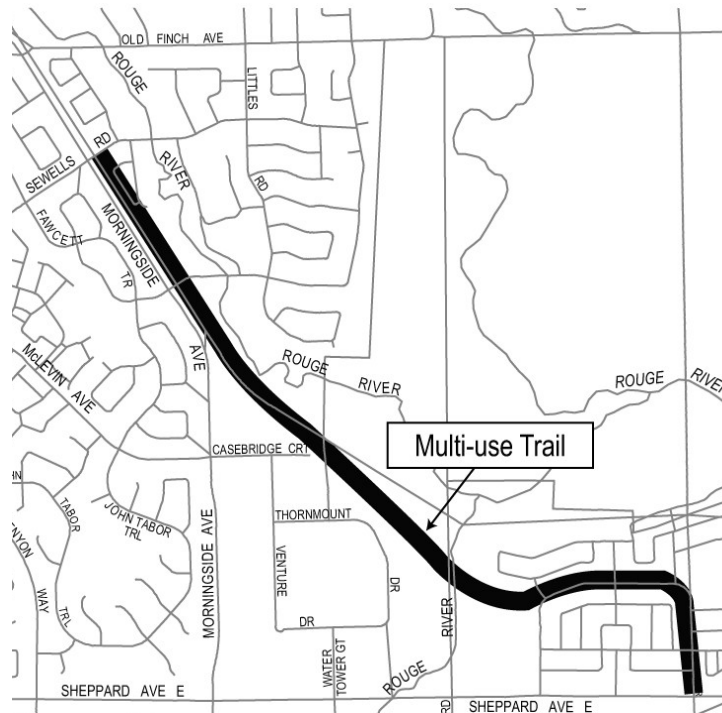 OLD FINCH AVE
ROUGE
LITTLES
RD
SEWELLS
RIVER
RD
FAWCETT
MORNINGSIDE
TR
AVE
ROUGE
RIVER
ROUGE
RIVER
McLEVIN AVE
Multi-use Trail
CASEBRIDGE CRT
TABOR
JOHN TABOR
TRL
THORNMOUNT
MORNINGSIDE AVE
VENTURE
DR
NYON
WAY
TRL
DR
RIVER
WATER
TOWER GT
ROUGE
SHEPPARD AVE E
RD
SHEPPARD AVE E